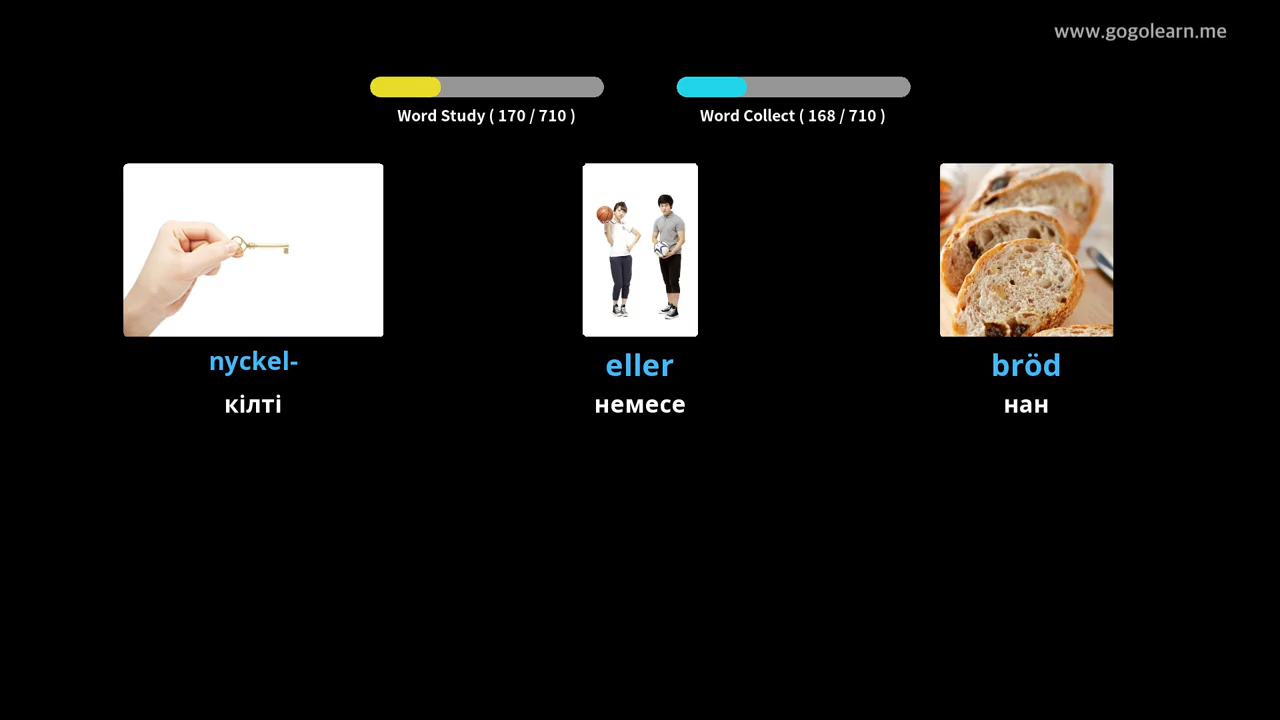 www.gogolearn.me
Word Study ( 170 / 710 )
Word Collect ( 168 / 710 )
nyckel-
кілті
eller
немесе
bröd
нан